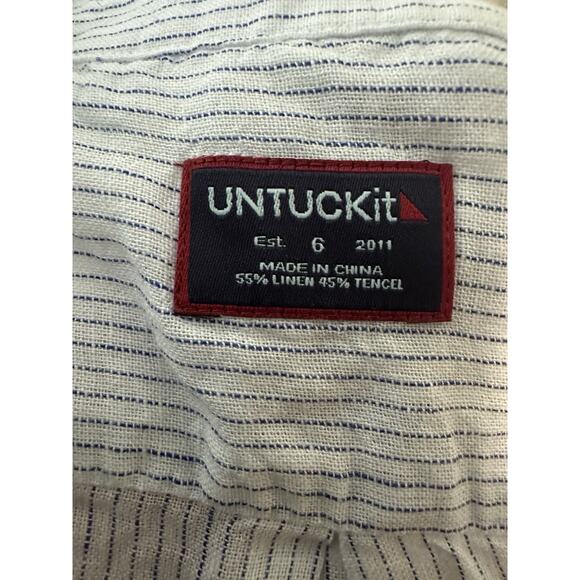 UNTUCKit
Est. 6 2011
MADE IN CHINA
55% LINEN 45% TENCEL